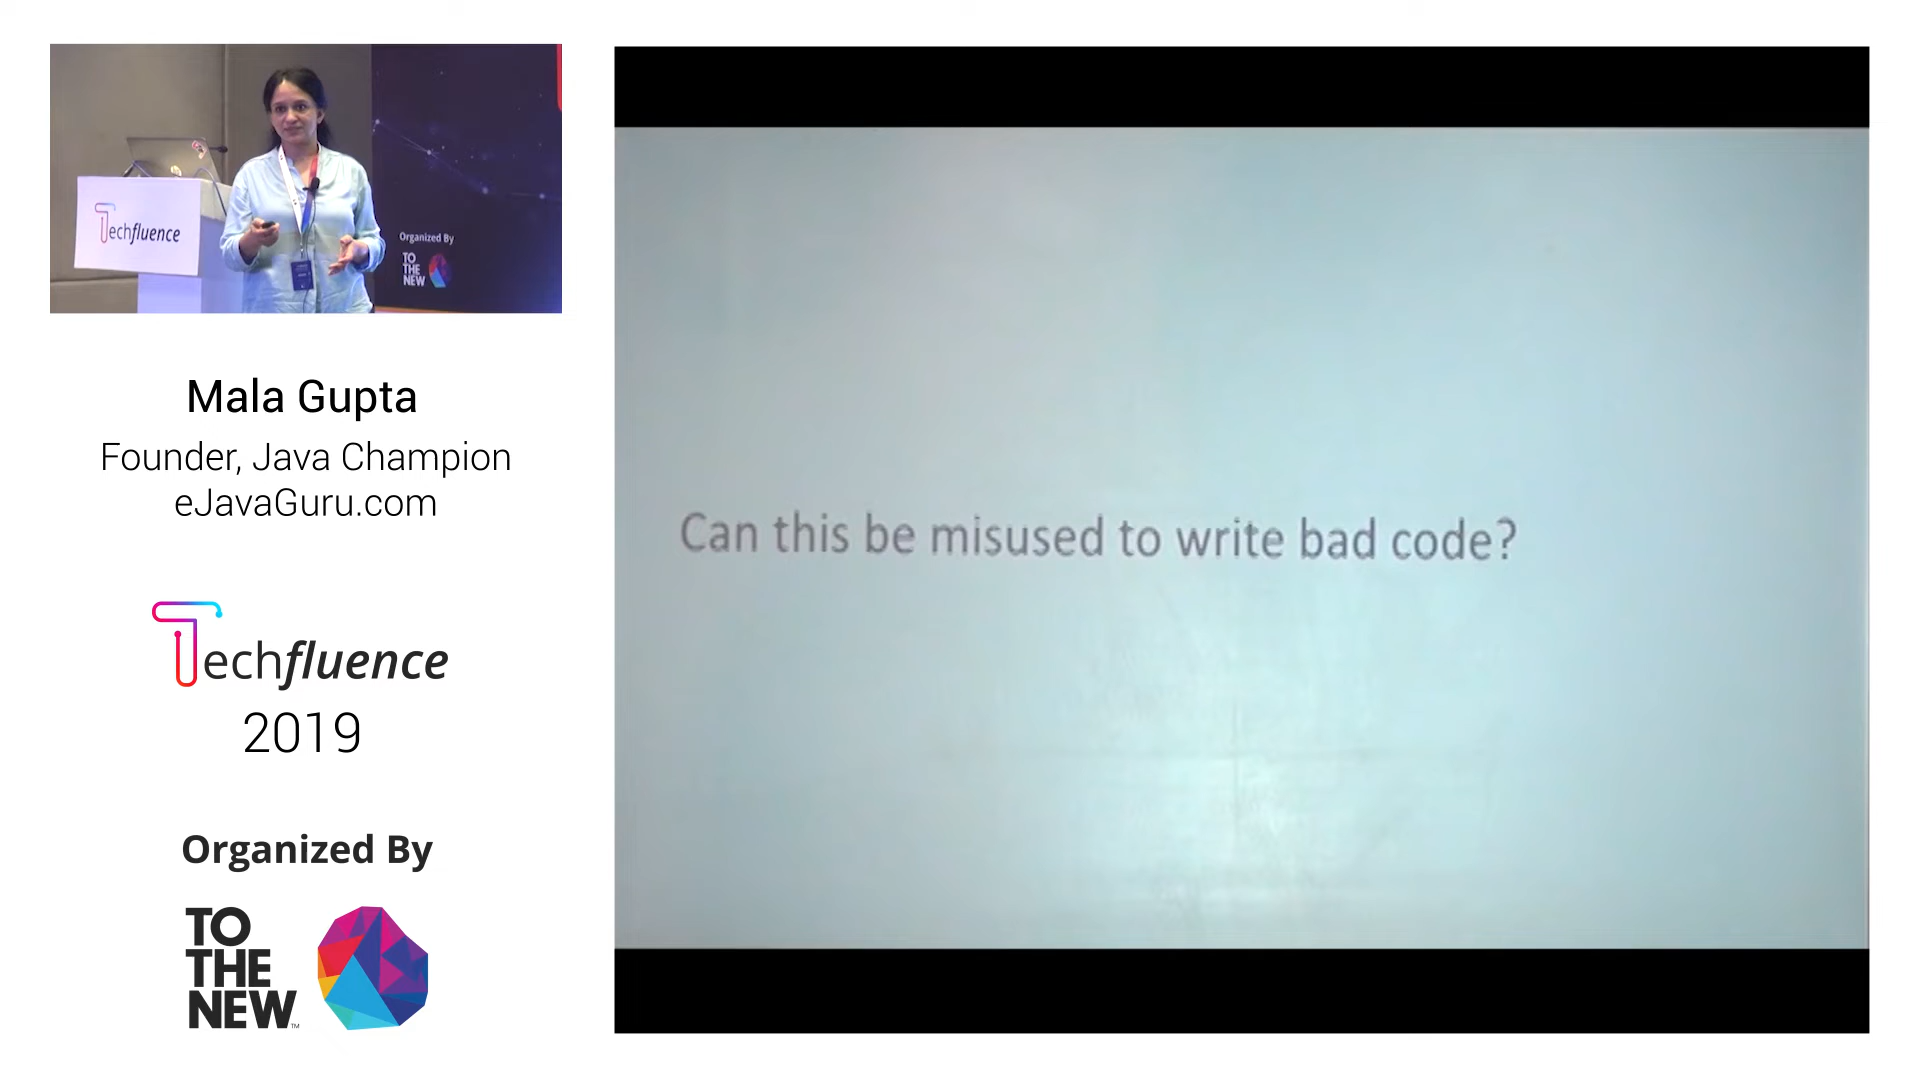 Techfluence
Organized By
TO
THE
NEW
Mala Gupta
Founder, Java Champion
eJavaGuru.com
Techfluence
2019
Organized By
TO
THE
NEW™
Can this be misused to write bad code?